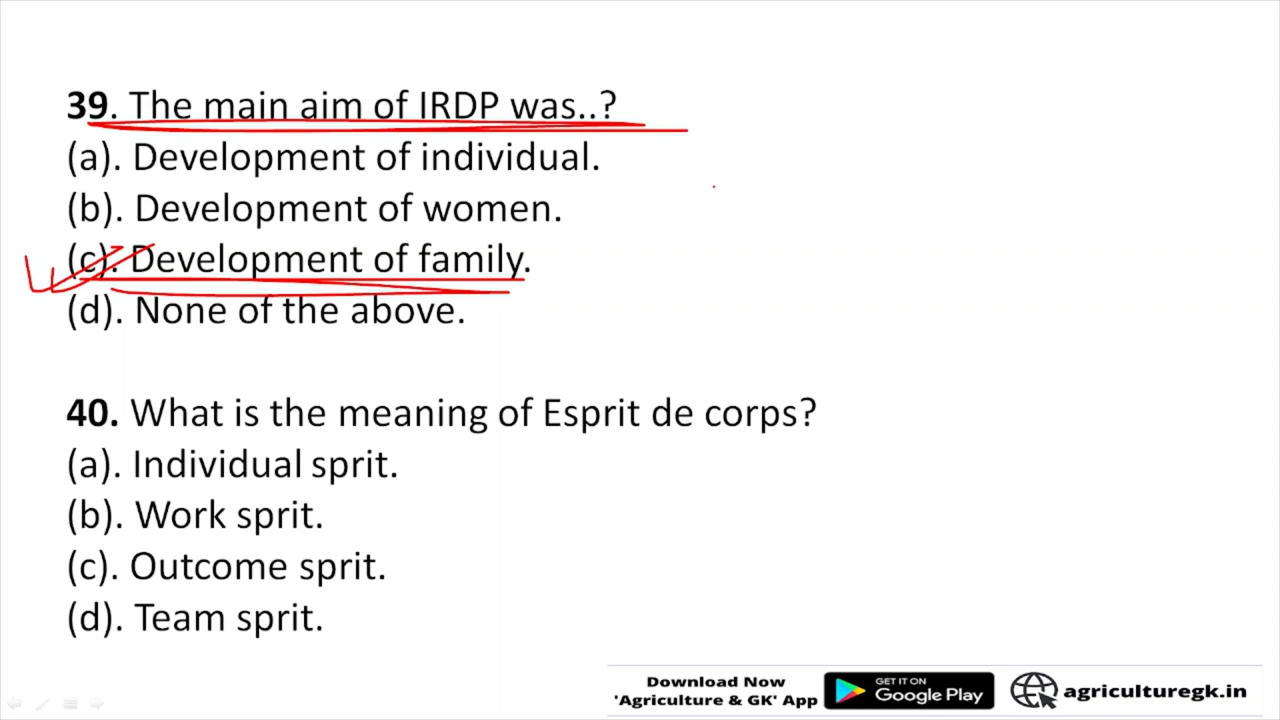 39. The main aim of IRDP was..?
(a). Development of individual.
(b). Development of women.
(c). Development of family.
(d). None of the above.
40. What is the meaning of Esprit de corps?
(a). Individual sprit.
(b). Work sprit.
(c). Outcome sprit.
(d). Team sprit.
Download Now
'Agriculture & GK' App
GET IT ON
Google Play
agriculturegk.in